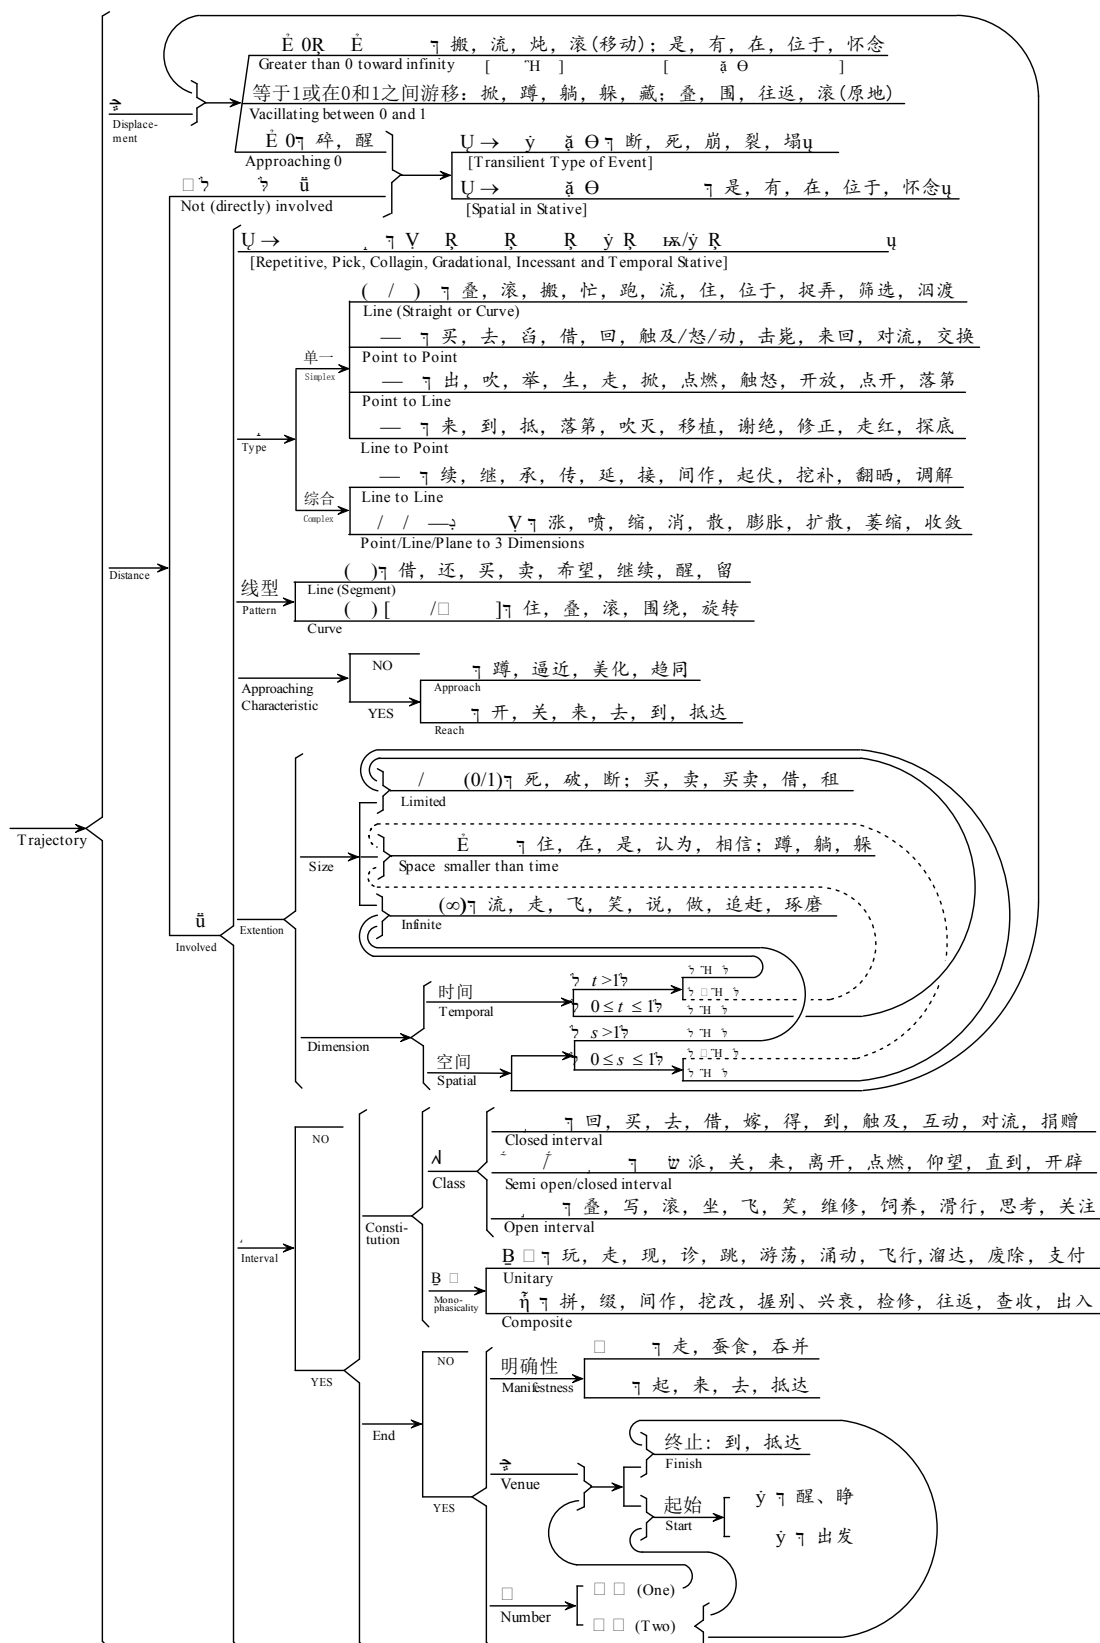 搬，流，炖，滚(移动)；是，有，在，位于，怀念
Greater than 0 toward infinity
等于1或在0和1之间游移：掀，蹲，躺，躲，藏；叠，围，往返，滚(原地)
Vacillating between 0 and 1
Displace-
ment
碎，醒
Approaching 0
断，死，崩，裂，塌
[Transilient Type of Event]
Not (directly) involved
是，有，在，位于，怀念
[Spatial in Stative]
[Repetitive, Pick, Collagin, Gradational, Incessant and Temporal Stative]
叠，滚，搬，忙，跑，流，住，位于，捉弄，筛选，泅渡
Line (Straight or Curve)
买，去，舀，借，回，触及/怒/动，击毙，来回，对流，交换
Point to Point
单一
Simplex
出，吹，举，生，走，掀，点燃，触怒，开放，点开，落第
Point to Line
来，到，抵，落第，吹灭，移植，谢绝，修正，走红，探底
Line to Point
Type
续，继，承，传，延，接，间作，起伏，挖补，翻晒，调解
Line to Line
综合
Complex
涨，喷，缩，消，散，膨胀，扩散，萎缩，收敛
Point/Line/Plane to 3 Dimensions
Distance
线型
Pattern
借，还，买，卖，希望，继续，醒，留
Line (Segment)
住，叠，滚，围绕，旋转
Curve
NO
蹲，逼近，美化，趋同
Approach
Approaching
Characteristic
YES
开，关，来，去，到，抵达
Reach
(0/1) 死，破，断；买，卖，买卖，借，租
Limited
Trajectory
住，在，是，认为，相信；蹲，躺，躲
Space smaller than time
Size
(∞) 流，走，飞，笑，说，做，追赶，琢磨
Infinite
Involved
Extention
时间
Temporal
t >1
0 ≤ t ≤ 1
Dimension
s >1
空间
Spatial
0 ≤ s ≤ 1
NO
回，买，去，借，嫁，得，到，触及，互动，对流，捐赠
Closed interval
派，关，来，离开，点燃，仰望，直到，开辟
Class
Semi open/closed interval
叠，写，滚，坐，飞，笑，维修，饲养，滑行，思考，关注
Open interval
Consti-
tution
Interval
玩，走，现，诊，跳，游荡，涌动，飞行，溜达，废除，支付
Unitary
Mono-
phasicality
拼，缀，间作，挖改，握别、兴衰，检修，往返，查收，出入
Composite
YES
NO
明确性
Manifestness
走，蚕食，吞并
起，来，去，抵达
End
终止：到，抵达
Finish
Venue
YES
起始
Start
醒、睁
出发
Number
(One)
(Two)